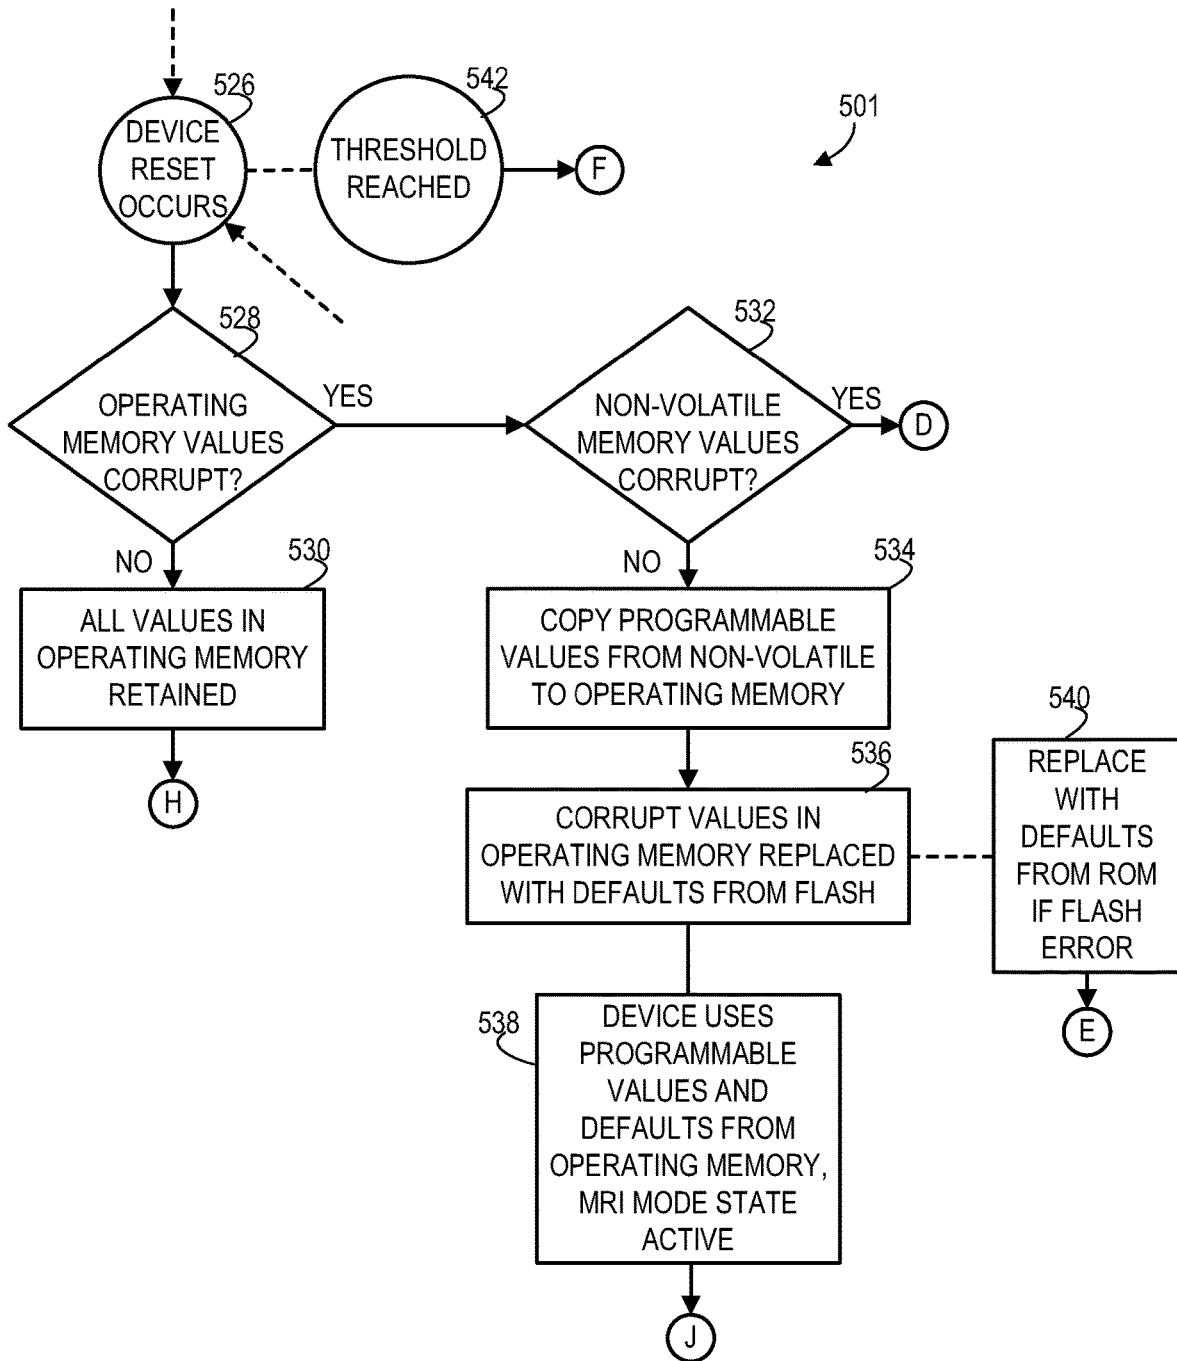 526
DEVICE
RESET
OCCURS
542
THRESHOLD
REACHED
F
501
528
OPERATING
MEMORY VALUES
CORRUPT?
YES
532
NON-VOLATILE
MEMORY VALUES
CORRUPT?
YES
D
NO
530
ALL VALUES IN
OPERATING MEMORY
RETAINED
H
NO
534
COPY PROGRAMMABLE
VALUES FROM NON-VOLATILE
TO OPERATING MEMORY
536
CORRUPT VALUES IN
OPERATING MEMORY REPLACED
WITH DEFAULTS FROM FLASH
540
REPLACE
WITH
DEFAULTS
FROM ROM
IF FLASH
ERROR
E
538
DEVICE USES
PROGRAMMABLE
VALUES AND
DEFAULTS FROM
OPERATING MEMORY,
MRI MODE STATE
ACTIVE
J